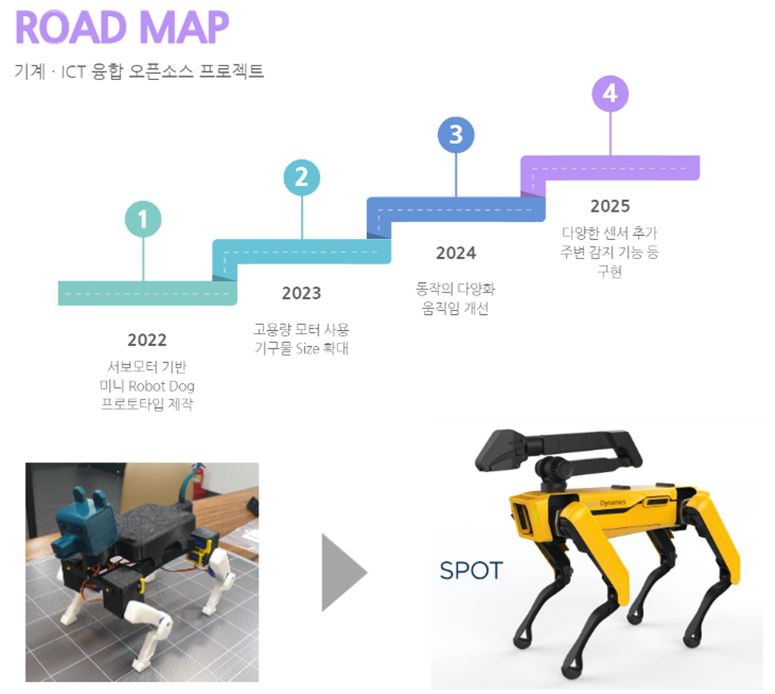 ROAD MAP
기계 · ICT 융합 오픈소스 프로젝트
1
2
3
4
2022
서보모터 기반
미니 Robot Dog
프로토타입 제작
2023
고용량 모터 사용
기구물 Size 확대
2024
동작의 다양화
움직임 개선
2025
다양한 센서 추가
주변 감지 기능 등
구현
SPOT
Dynamics